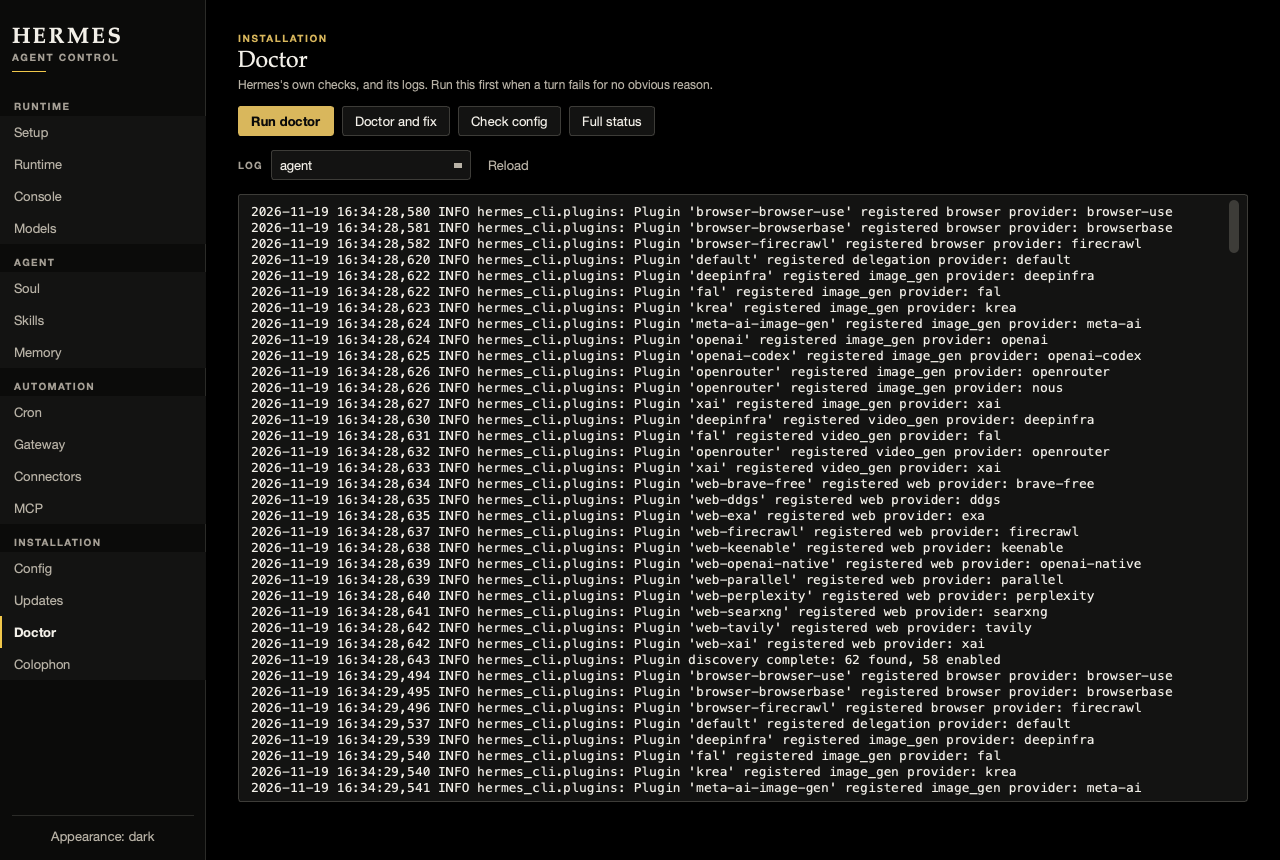 HERMES
AGENT CONTROL
RUNTIME
Setup
Runtime
Console
Models
AGENT
Soul
Skills
Memory
AUTOMATION
Cron
Gateway
Connectors
MCP
INSTALLATION
Config
Updates
Doctor
Colophon
Appearance: dark
INSTALLATION
Doctor
Hermes's own checks, and its logs. Run this first when a turn fails for no obvious reason.
Run doctor Doctor and fix Check config Full status
LOG agent Reload
2026-11-19 16:34:28,580 INFO hermes_cli.plugins: Plugin 'browser-browser-use' registered browser provider: browser-use
2026-11-19 16:34:28,581 INFO hermes_cli.plugins: Plugin 'browser-browserbase' registered browser provider: browserbase
2026-11-19 16:34:28,582 INFO hermes_cli.plugins: Plugin 'browser-firecrawl' registered browser provider: firecrawl
2026-11-19 16:34:28,620 INFO hermes_cli.plugins: Plugin 'default' registered delegation provider: default
2026-11-19 16:34:28,622 INFO hermes_cli.plugins: Plugin 'deepinfra' registered image_gen provider: deepinfra
2026-11-19 16:34:28,622 INFO hermes_cli.plugins: Plugin 'fal' registered image_gen provider: fal
2026-11-19 16:34:28,623 INFO hermes_cli.plugins: Plugin 'krea' registered image_gen provider: krea
2026-11-19 16:34:28,624 INFO hermes_cli.plugins: Plugin 'meta-ai-image-gen' registered image_gen provider: meta-ai
2026-11-19 16:34:28,624 INFO hermes_cli.plugins: Plugin 'openai' registered image_gen provider: openai
2026-11-19 16:34:28,625 INFO hermes_cli.plugins: Plugin 'openai-codex' registered image_gen provider: openai-codex
2026-11-19 16:34:28,626 INFO hermes_cli.plugins: Plugin 'openrouter' registered image_gen provider: openrouter
2026-11-19 16:34:28,626 INFO hermes_cli.plugins: Plugin 'openrouter' registered image_gen provider: nous
2026-11-19 16:34:28,627 INFO hermes_cli.plugins: Plugin 'xai' registered image_gen provider: xai
2026-11-19 16:34:28,630 INFO hermes_cli.plugins: Plugin 'deepinfra' registered video_gen provider: deepinfra
2026-11-19 16:34:28,631 INFO hermes_cli.plugins: Plugin 'fal' registered video_gen provider: fal
2026-11-19 16:34:28,632 INFO hermes_cli.plugins: Plugin 'openrouter' registered video_gen provider: openrouter
2026-11-19 16:34:28,633 INFO hermes_cli.plugins: Plugin 'xai' registered video_gen provider: xai
2026-11-19 16:34:28,634 INFO hermes_cli.plugins: Plugin 'web-brave-free' registered web provider: brave-free
2026-11-19 16:34:28,635 INFO hermes_cli.plugins: Plugin 'web-ddgs' registered web provider: ddgs
2026-11-19 16:34:28,635 INFO hermes_cli.plugins: Plugin 'web-exa' registered web provider: exa
2026-11-19 16:34:28,637 INFO hermes_cli.plugins: Plugin 'web-firecrawl' registered web provider: firecrawl
2026-11-19 16:34:28,638 INFO hermes_cli.plugins: Plugin 'web-keenable' registered web provider: keenable
2026-11-19 16:34:28,639 INFO hermes_cli.plugins: Plugin 'web-openai-native' registered web provider: openai-native
2026-11-19 16:34:28,639 INFO hermes_cli.plugins: Plugin 'web-parallel' registered web provider: parallel
2026-11-19 16:34:28,640 INFO hermes_cli.plugins: Plugin 'web-perplexity' registered web provider: perplexity
2026-11-19 16:34:28,641 INFO hermes_cli.plugins: Plugin 'web-searxng' registered web provider: searxng
2026-11-19 16:34:28,642 INFO hermes_cli.plugins: Plugin 'web-tavily' registered web provider: tavily
2026-11-19 16:34:28,642 INFO hermes_cli.plugins: Plugin 'web-xai' registered web provider: xai
2026-11-19 16:34:28,643 INFO hermes_cli.plugins: Plugin discovery complete: 62 found, 58 enabled
2026-11-19 16:34:29,494 INFO hermes_cli.plugins: Plugin 'browser-browser-use' registered browser provider: browser-use
2026-11-19 16:34:29,495 INFO hermes_cli.plugins: Plugin 'browser-browserbase' registered browser provider: browserbase
2026-11-19 16:34:29,496 INFO hermes_cli.plugins: Plugin 'browser-firecrawl' registered browser provider: firecrawl
2026-11-19 16:34:29,537 INFO hermes_cli.plugins: Plugin 'default' registered delegation provider: default
2026-11-19 16:34:29,539 INFO hermes_cli.plugins: Plugin 'deepinfra' registered image_gen provider: deepinfra
2026-11-19 16:34:29,540 INFO hermes_cli.plugins: Plugin 'fal' registered image_gen provider: fal
2026-11-19 16:34:29,540 INFO hermes_cli.plugins: Plugin 'krea' registered image_gen provider: krea
2026-11-19 16:34:29,541 INFO hermes_cli.plugins: Plugin 'meta-ai-image-gen' registered image_gen provider: meta-ai